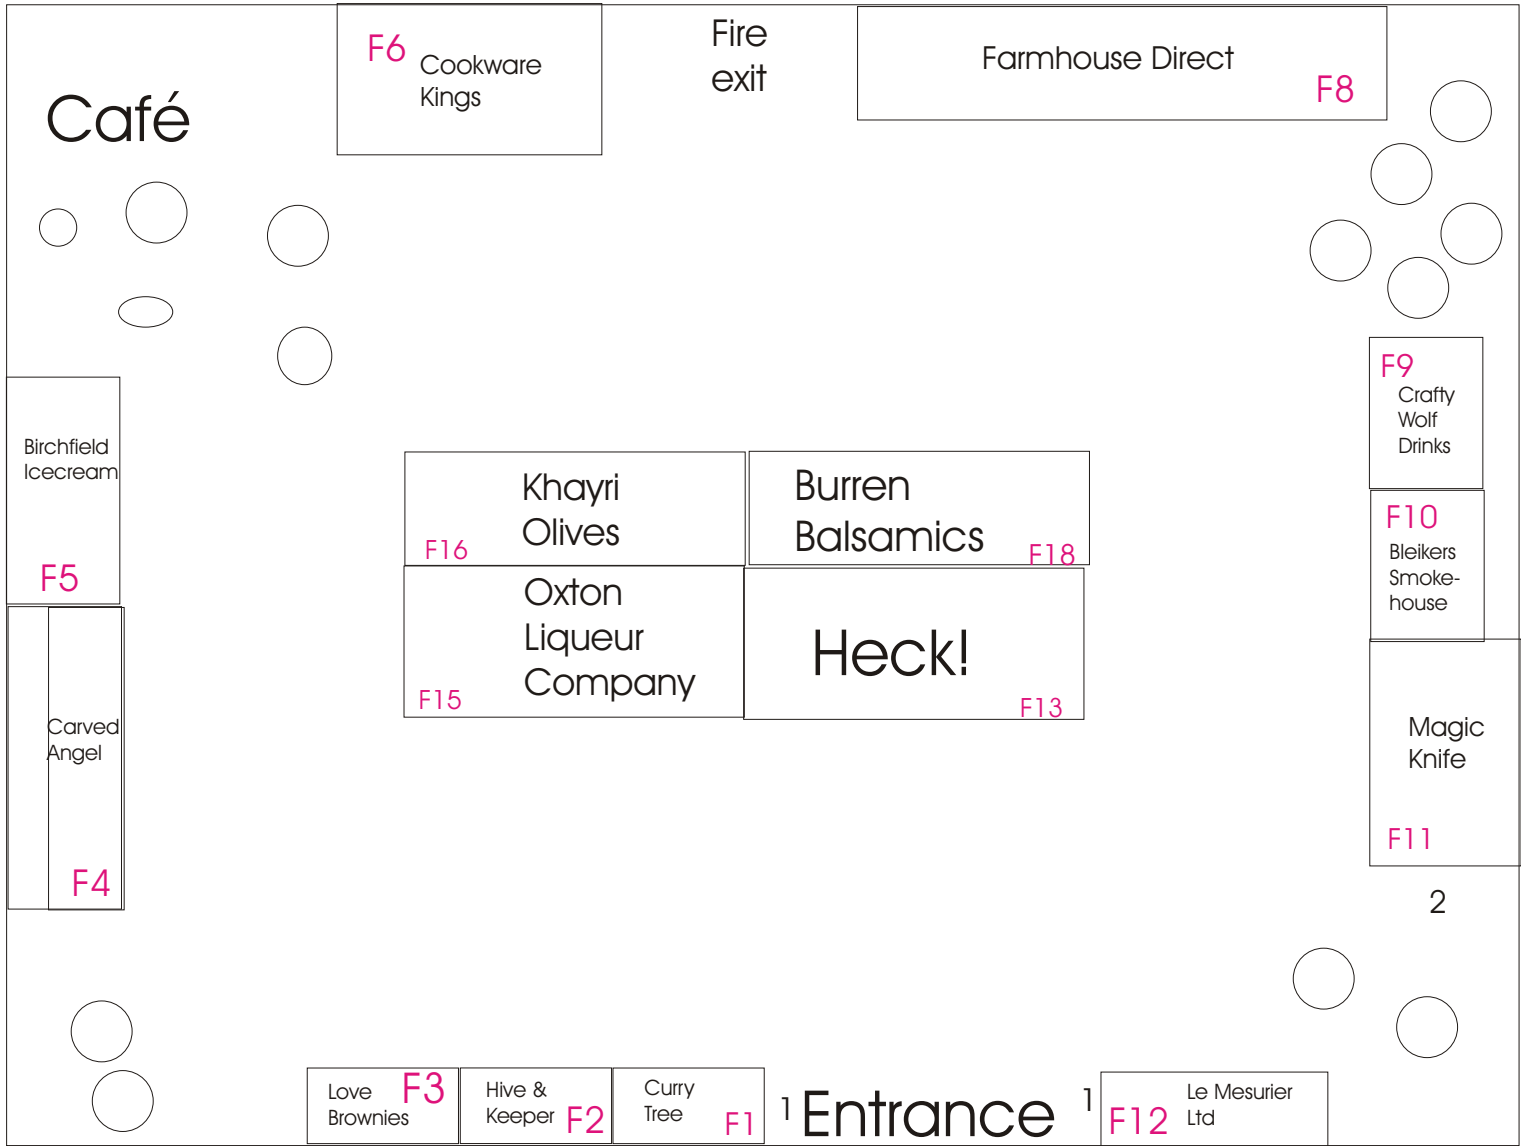 F6
Cookware
Kings
Fire
exit
Farmhouse Direct
F8
Café
F9
Crafty
Wolf
Drinks
Birchfield
Icecream
F5
Khayri
Olives
F16
Burren
Balsamics
F18
F10
Bleikers
Smoke-
house
Oxton
Liqueur
Company
F15
Heck!
F13
Carved
Angel
F4
Magic
Knife
F11
2
Love
Brownies
F3
Hive &
Keeper
F2
Curry
Tree
F1
1
Entrance
1
F12
Le Mesurier
Ltd